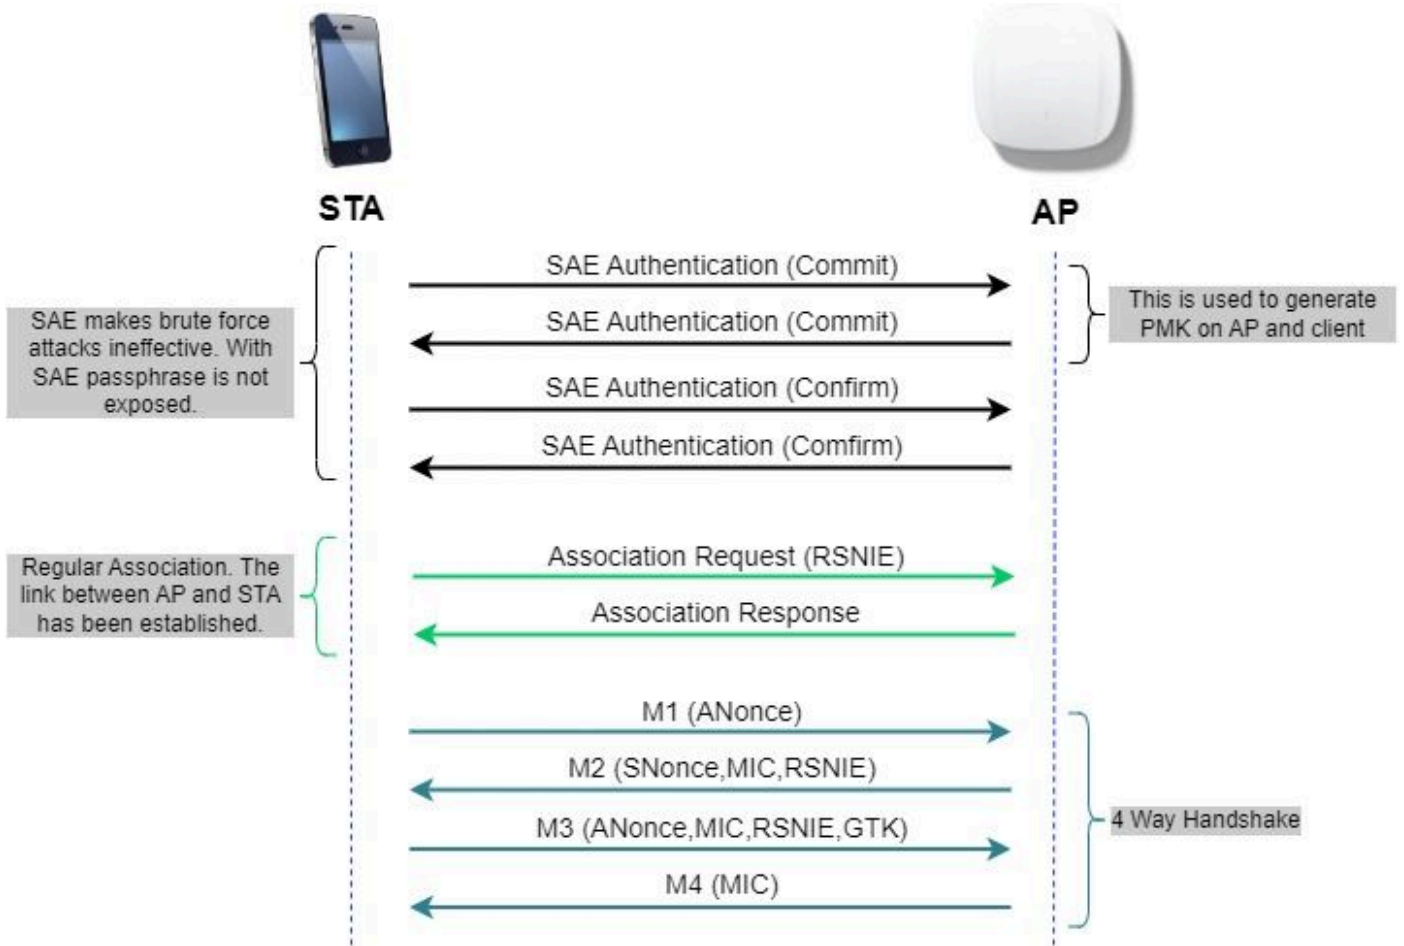 STA
AP
SAE Authentication (Commit)
SAE Authentication (Commit)
SAE Authentication (Confirm)
SAE Authentication (Comfirm)
SAE makes brute force
attacks ineffective. With
SAE passphrase is not
exposed.
This is used to generate
PMK on AP and client
Regular Association. The
link between AP and STA
has been established.
Association Request (RSNIE)
Association Response
M1 (ANonce)
M2 (SNonce,MIC,RSNIE)
M3 (ANonce,MIC,RSNIE,GTK)
M4 (MIC)
4 Way Handshake